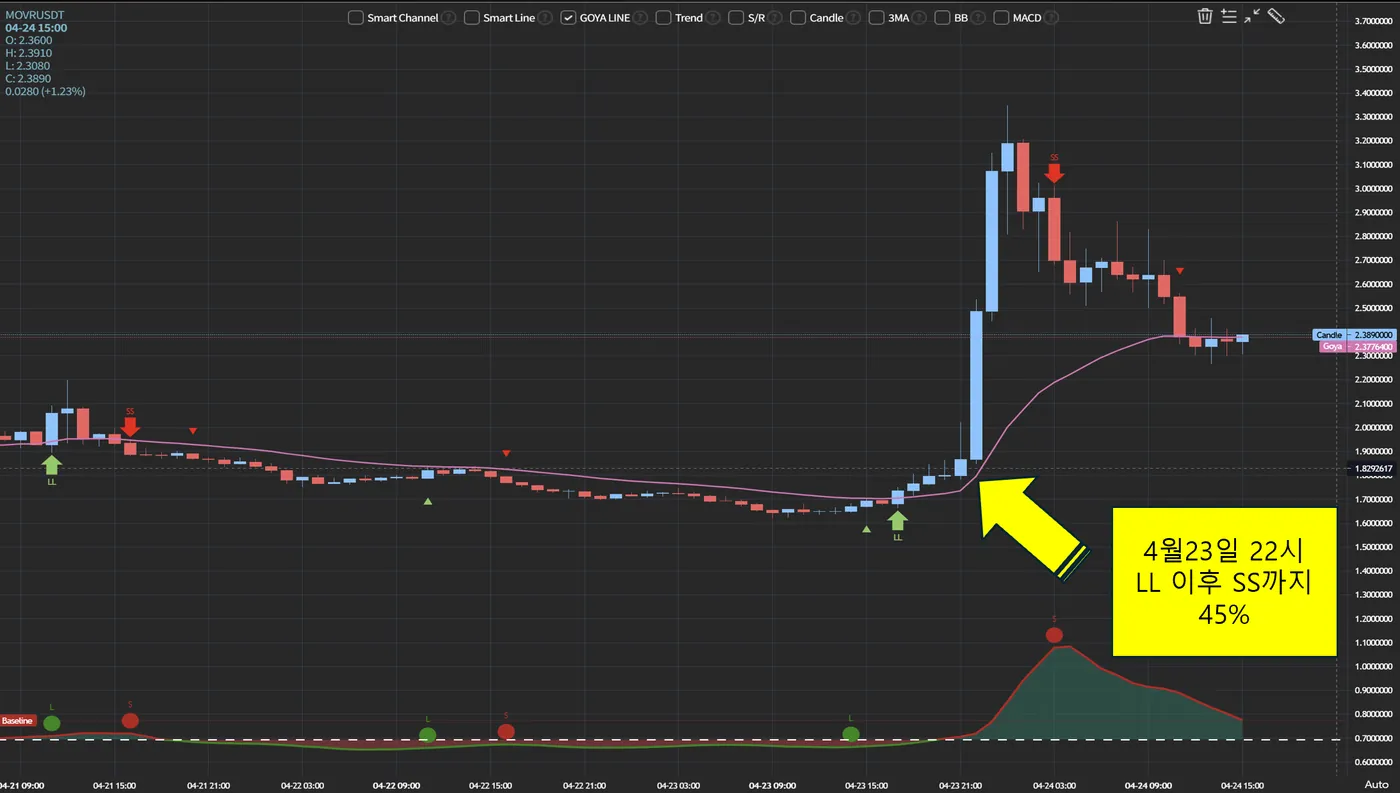 MOVRUSDT
04-24 15:00
O: 2.3600
H: 2.3910
L: 2.3080
C: 2.3890
0.0280 (+1.23%)
Smart Channel ? Smart Line ? GOYA LINE ? Trend ? S/R ? Candle ? 3MA ? BB ? MACD ?
3.7000000
3.6000000
3.5000000
3.4000000
3.3000000
3.2000000
3.1000000
3.0000000
2.9000000
2.8000000
2.7000000
2.6000000
2.5000000
Candle 2.3890000
Goya 2.3776400
2.3000000
2.2000000
2.1000000
2.0000000
1.9000000
1.8292617
1.7000000
1.6000000
1.5000000
1.4000000
1.3000000
1.2000000
1.1000000
1.0000000
0.9000000
0.8000000
0.7000000
0.6000000
SS
SS
LL
LL
4월23일 22시
LL 이후 SS까지
45%
S
Baseline
L
S
L
S
L
04-21 09:00 04-21 15:00 04-21 21:00 04-22 03:00 04-22 09:00 04-22 15:00 04-22 21:00 04-23 03:00 04-23 09:00 04-23 15:00 04-23 21:00 04-24 03:00 04-24 09:00 04-24 15:00 Auto